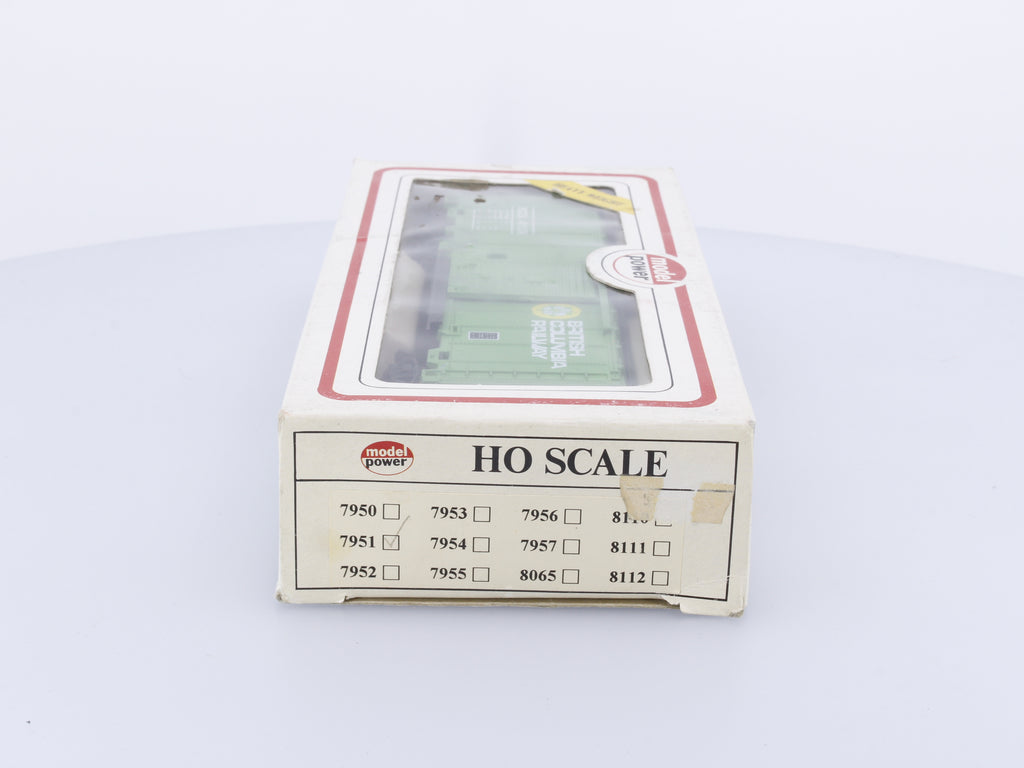 model
power
BRITISH
COLUMBIA
RAILWAY
model
power
HO SCALE
7950 7953 7956 8110
7951 7954 7957 8111
7952 7955 8065 8112